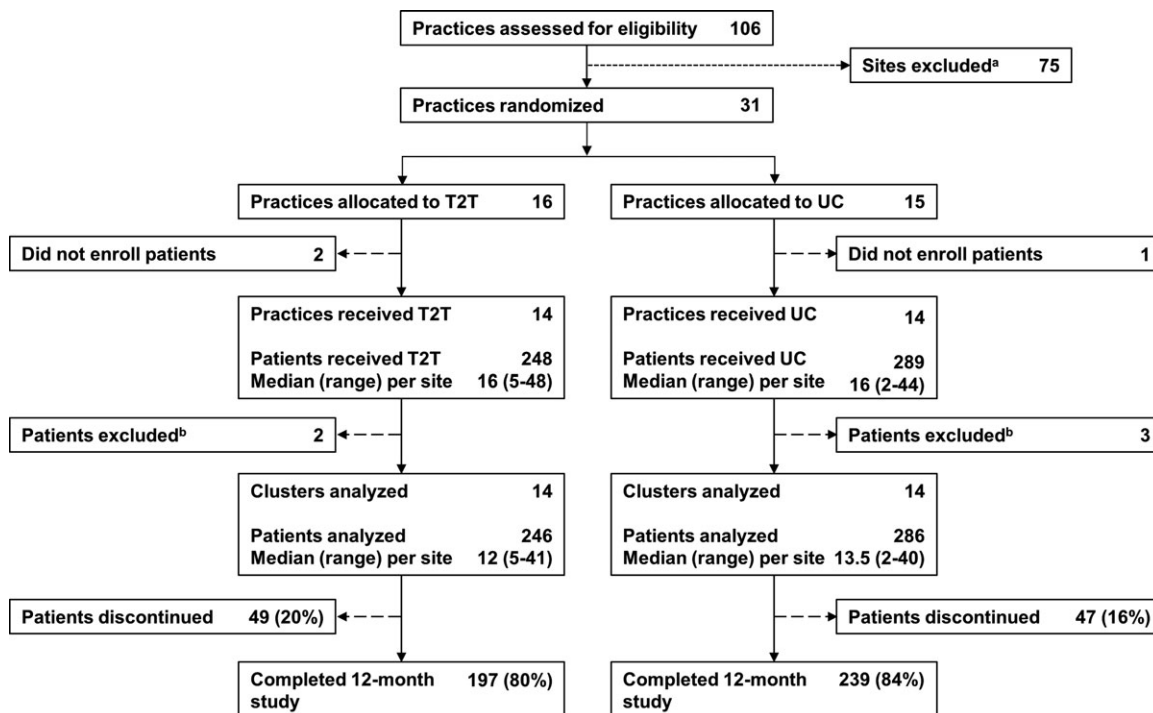 Practices assessed for eligibility 106
Sites excludedᵃ 75
Practices randomized 31
Practices allocated to T2T 16
Practices allocated to UC 15
Did not enroll patients 2
Did not enroll patients 1
Practices received T2T 14
Patients received T2T 248
Median (range) per site 16 (5-48)
Practices received UC 14
Patients received UC 289
Median (range) per site 16 (2-44)
Patients excludedᵇ 2
Patients excludedᵇ 3
Clusters analyzed 14
Patients analyzed 246
Median (range) per site 12 (5-41)
Clusters analyzed 14
Patients analyzed 286
Median (range) per site 13.5 (2-40)
Patients discontinued 49 (20%)
Patients discontinued 47 (16%)
Completed 12-month 197 (80%)
study
Completed 12-month 239 (84%)
study